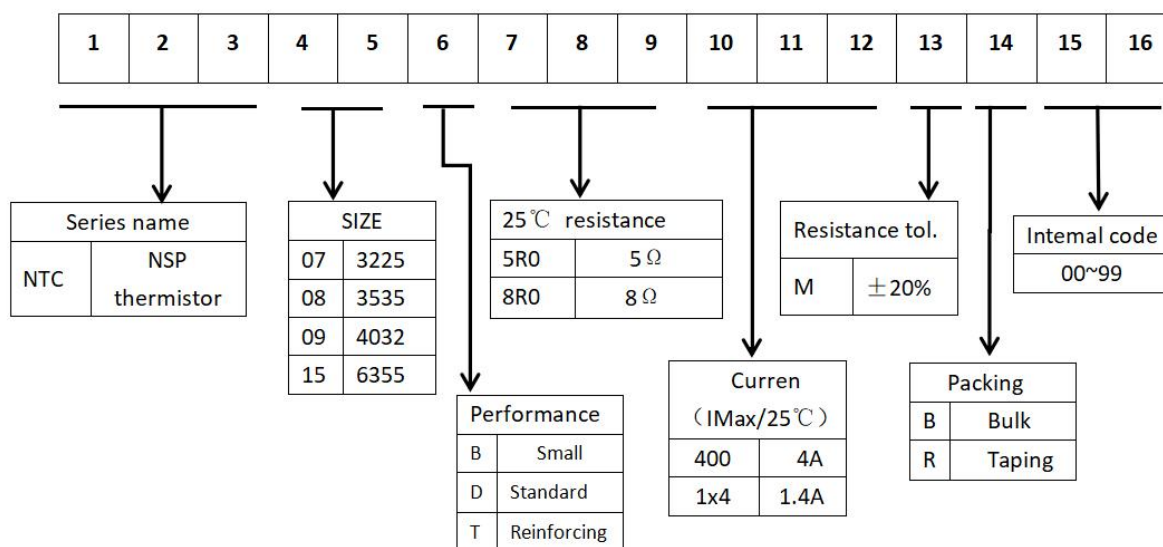 1 2 3 4 5 6 7 8 9 10 11 12 13 14 15 16
Series name
NTC NSP thermistor
SIZE
07 3225
08 3535
09 4032
15 6355
Performance
B Small
D Standard
T Reinforcing
25℃ resistance
5R0 5Ω
8R0 8Ω
Curren
（IMax/25℃）
400 4A
1x4 1.4A
Resistance tol.
M ±20%
Packing
B Bulk
R Taping
Intemal code
00~99